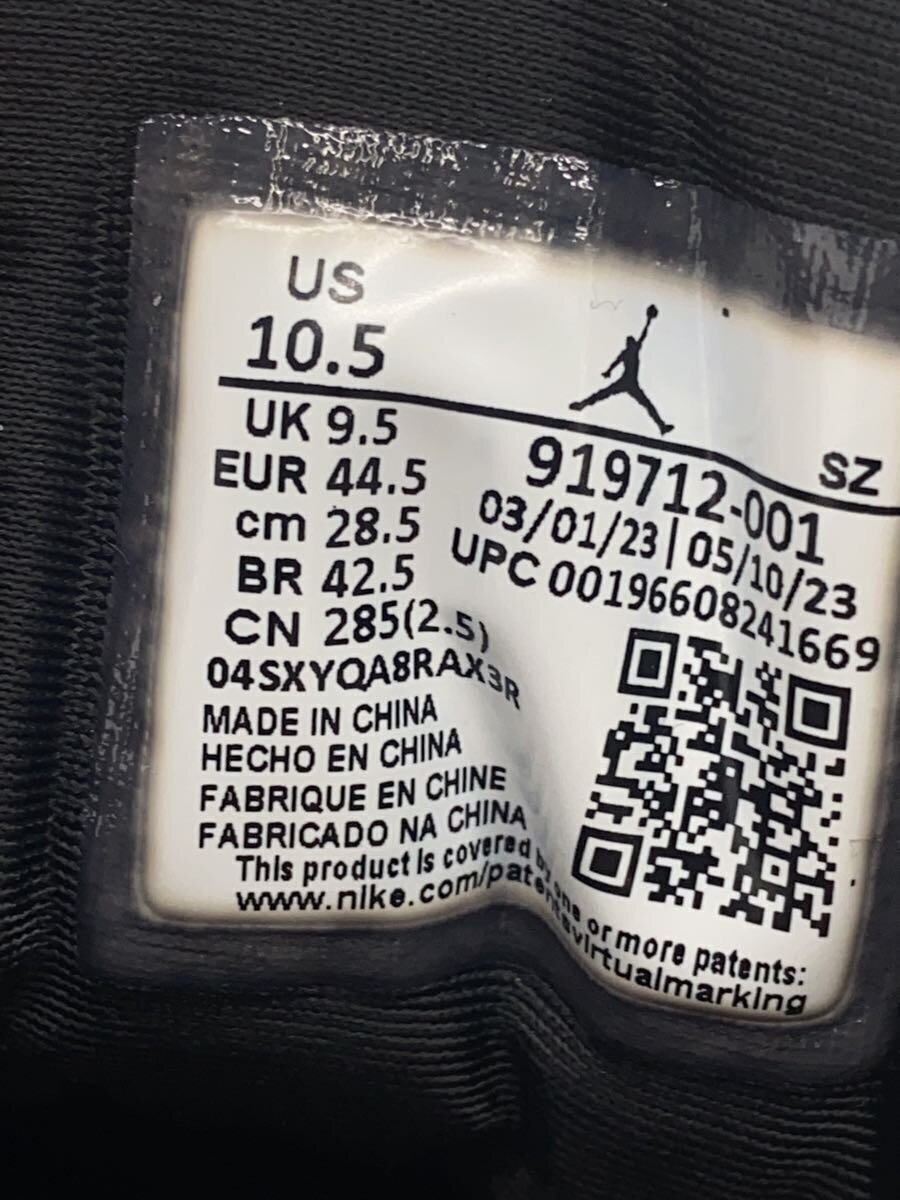 US
10.5
UK 9.5
EUR 44.5
cm 28.5
BR 42.5
CN 285(2.5)
04SXYQA8RAX3R
MADE IN CHINA
HECHO EN CHINA
FABRIQUE EN CHINE
FABRICADO NA CHINA
SZ
919712-001
03/01/23 | 05/10/23
UPC 00196608241669
This product is covered by one or more patents:
www.nike.com/patentsvirtualmarking